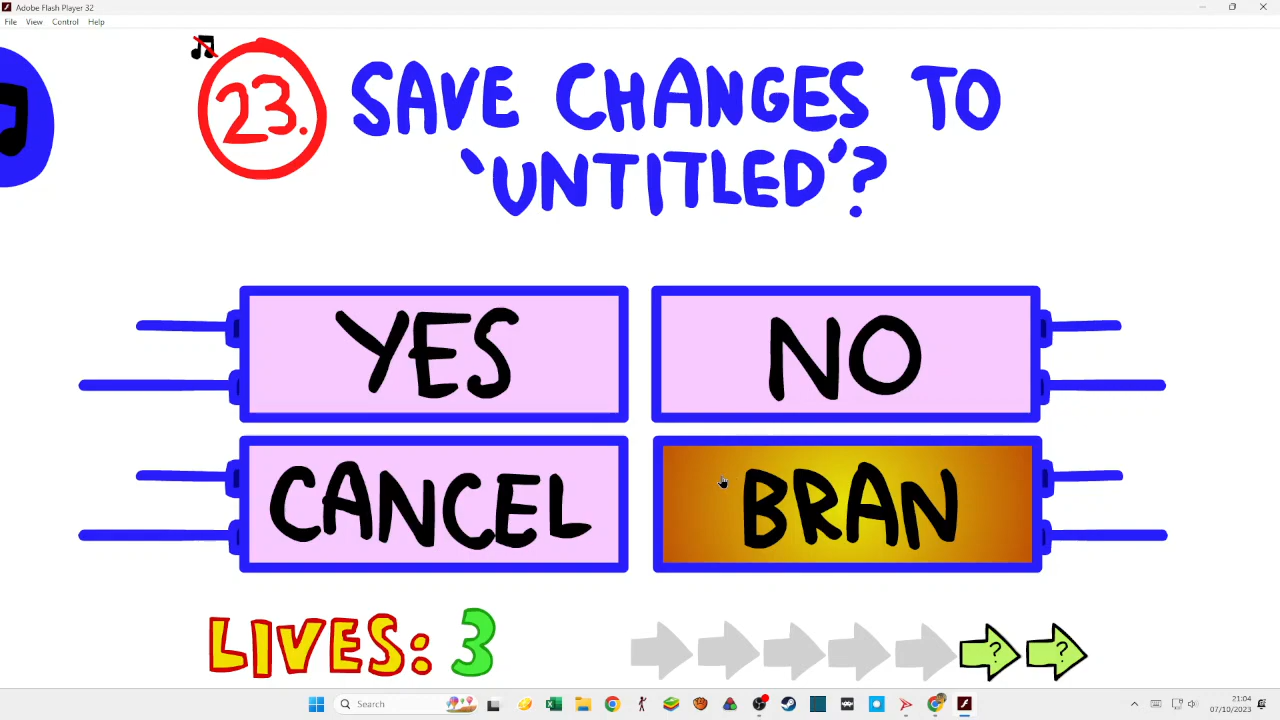 Adobe Flash Player 32
File View Control Help
23. SAVE CHANGES TO
'UNTITLED'?
YES NO
CANCEL BRAN
LIVES: 3 ? ?
Search
21:04
07/10/2023